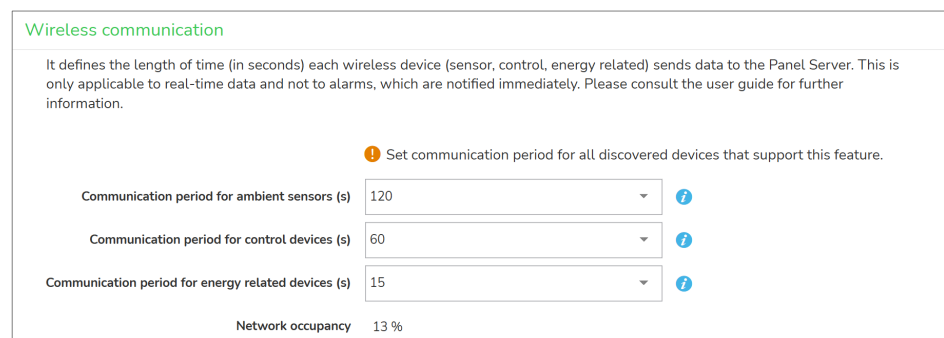 Wireless communication
It defines the length of time (in seconds) each wireless device (sensor, control, energy related) sends data to the Panel Server. This is
only applicable to real-time data and not to alarms, which are notified immediately. Please consult the user guide for further
information.
! Set communication period for all discovered devices that support this feature.
Communication period for ambient sensors (s) 120 i
Communication period for control devices (s) 60 i
Communication period for energy related devices (s) 15 i
Network occupancy 13 %